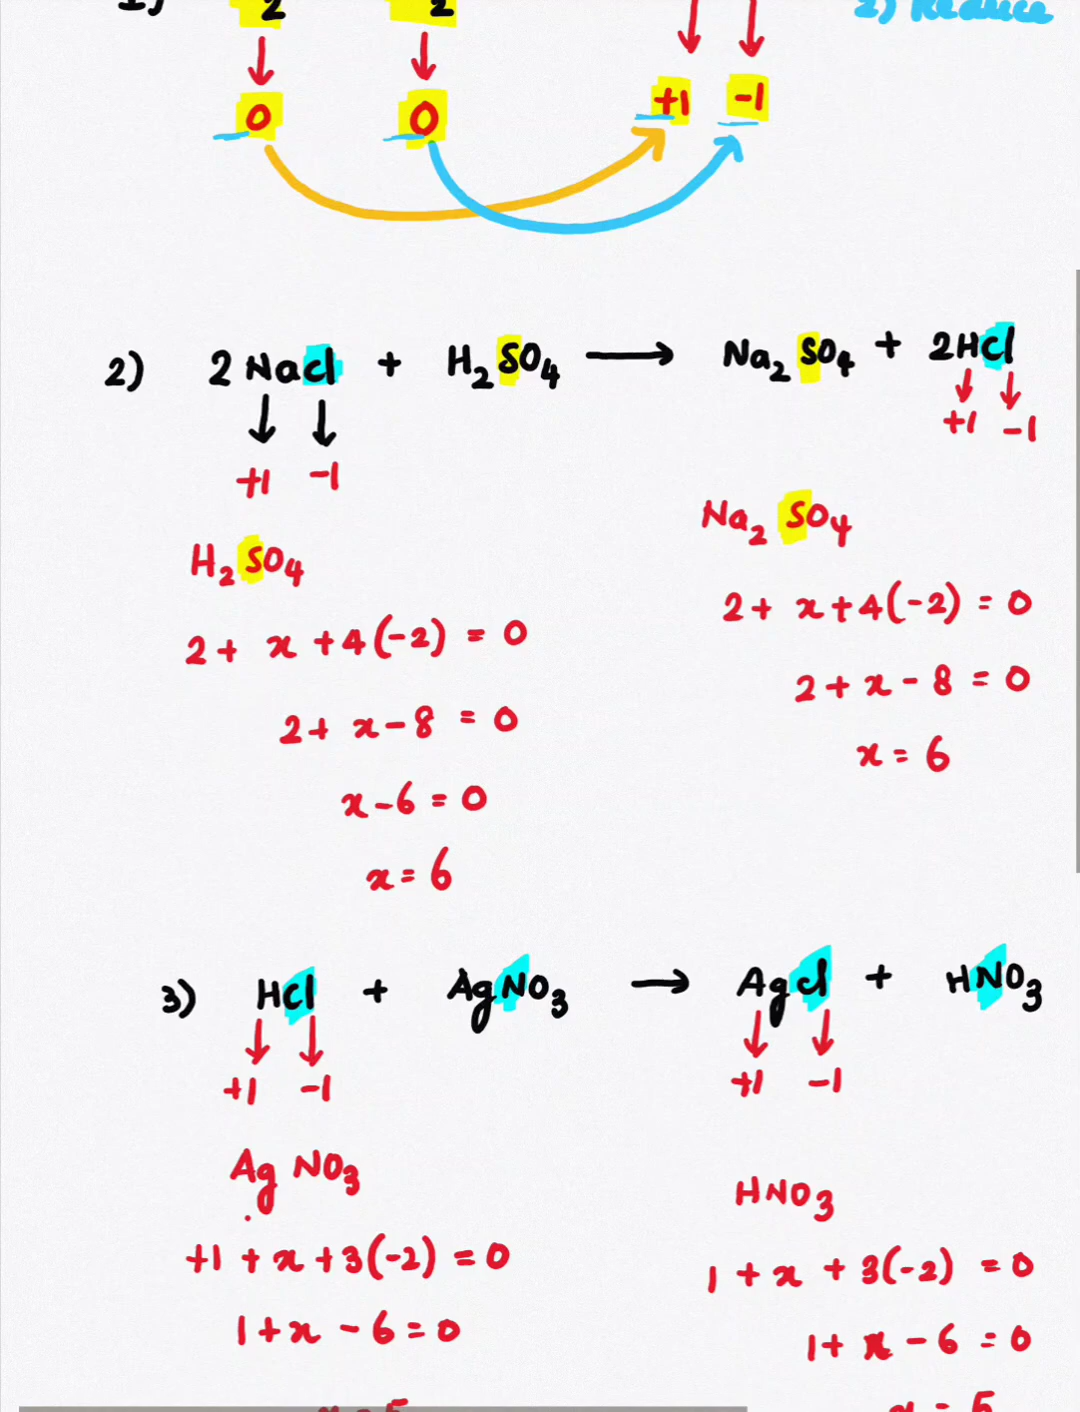 2) Reduce
0 0 +1 -1
2) 2 NaCl + H₂SO₄ ⟶ Na₂SO₄ + 2HCl
+1 -1
+1 -1
H₂SO₄
2 + x + 4(-2) = 0
2 + x - 8 = 0
x - 6 = 0
x = 6
Na₂SO₄
2 + x + 4(-2) = 0
2 + x - 8 = 0
x = 6
3) HCl + AgNO₃ ⟶ AgCl + HNO₃
+1 -1 +1 -1
AgNO₃
+1 + x + 3(-2) = 0
1 + x - 6 = 0
HNO₃
1 + x + 3(-2) = 0
1 + x - 6 = 0
x = 5